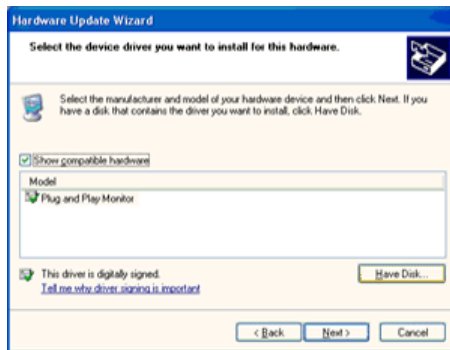 Hardware Update Wizard
Select the device driver you want to install for this hardware.
Select the manufacturer and model of your hardware device and then click Next. If you
have a disk that contains the driver you want to install, click Have Disk.
Show compatible hardware
Model
Plug and Play Monitor
This driver is digitally signed.
Have Disk...
Tell me why driver signing is important
< Back
Next >
Cancel